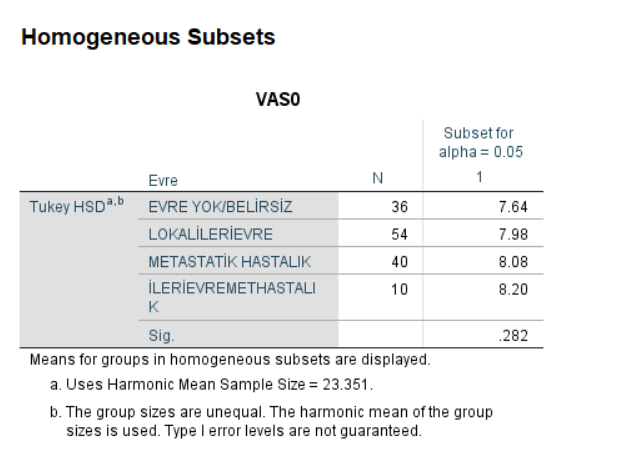 Homogeneous Subsets
VAS0
Subset for
alpha = 0.05
Evre N 1
Tukey HSDa,b EVRE YOK/BELİRSİZ 36 7.64
LOKALİLERİEVRE 54 7.98
METASTATİK HASTALIK 40 8.08
İLERİEVREMETHASTALI 10 8.20
K
Sig. .282
Means for groups in homogeneous subsets are displayed.
a. Uses Harmonic Mean Sample Size = 23.351.
b. The group sizes are unequal. The harmonic mean of the group
sizes is used. Type I error levels are not guaranteed.